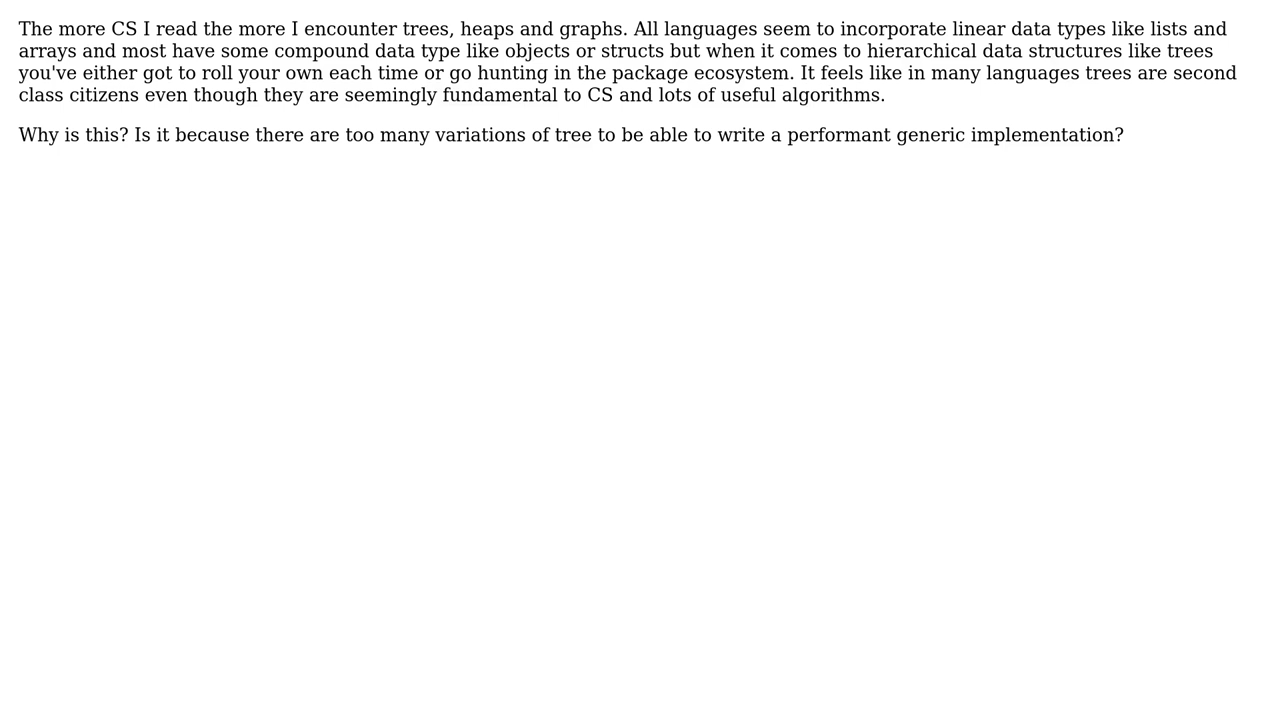 The more CS I read the more I encounter trees, heaps and graphs. All languages seem to incorporate linear data types like lists and
arrays and most have some compound data type like objects or structs but when it comes to hierarchical data structures like trees
you've either got to roll your own each time or go hunting in the package ecosystem. It feels like in many languages trees are second
class citizens even though they are seemingly fundamental to CS and lots of useful algorithms.
Why is this? Is it because there are too many variations of tree to be able to write a performant generic implementation?